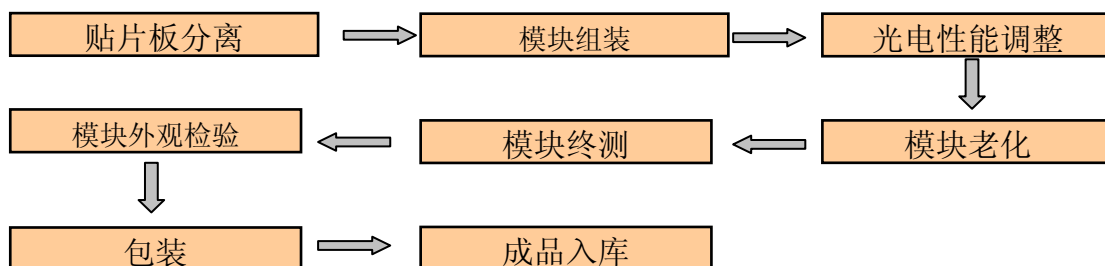 贴片板分离
模块组装
光电性能调整
模块老化
模块终测
模块外观检验
包装
成品入库